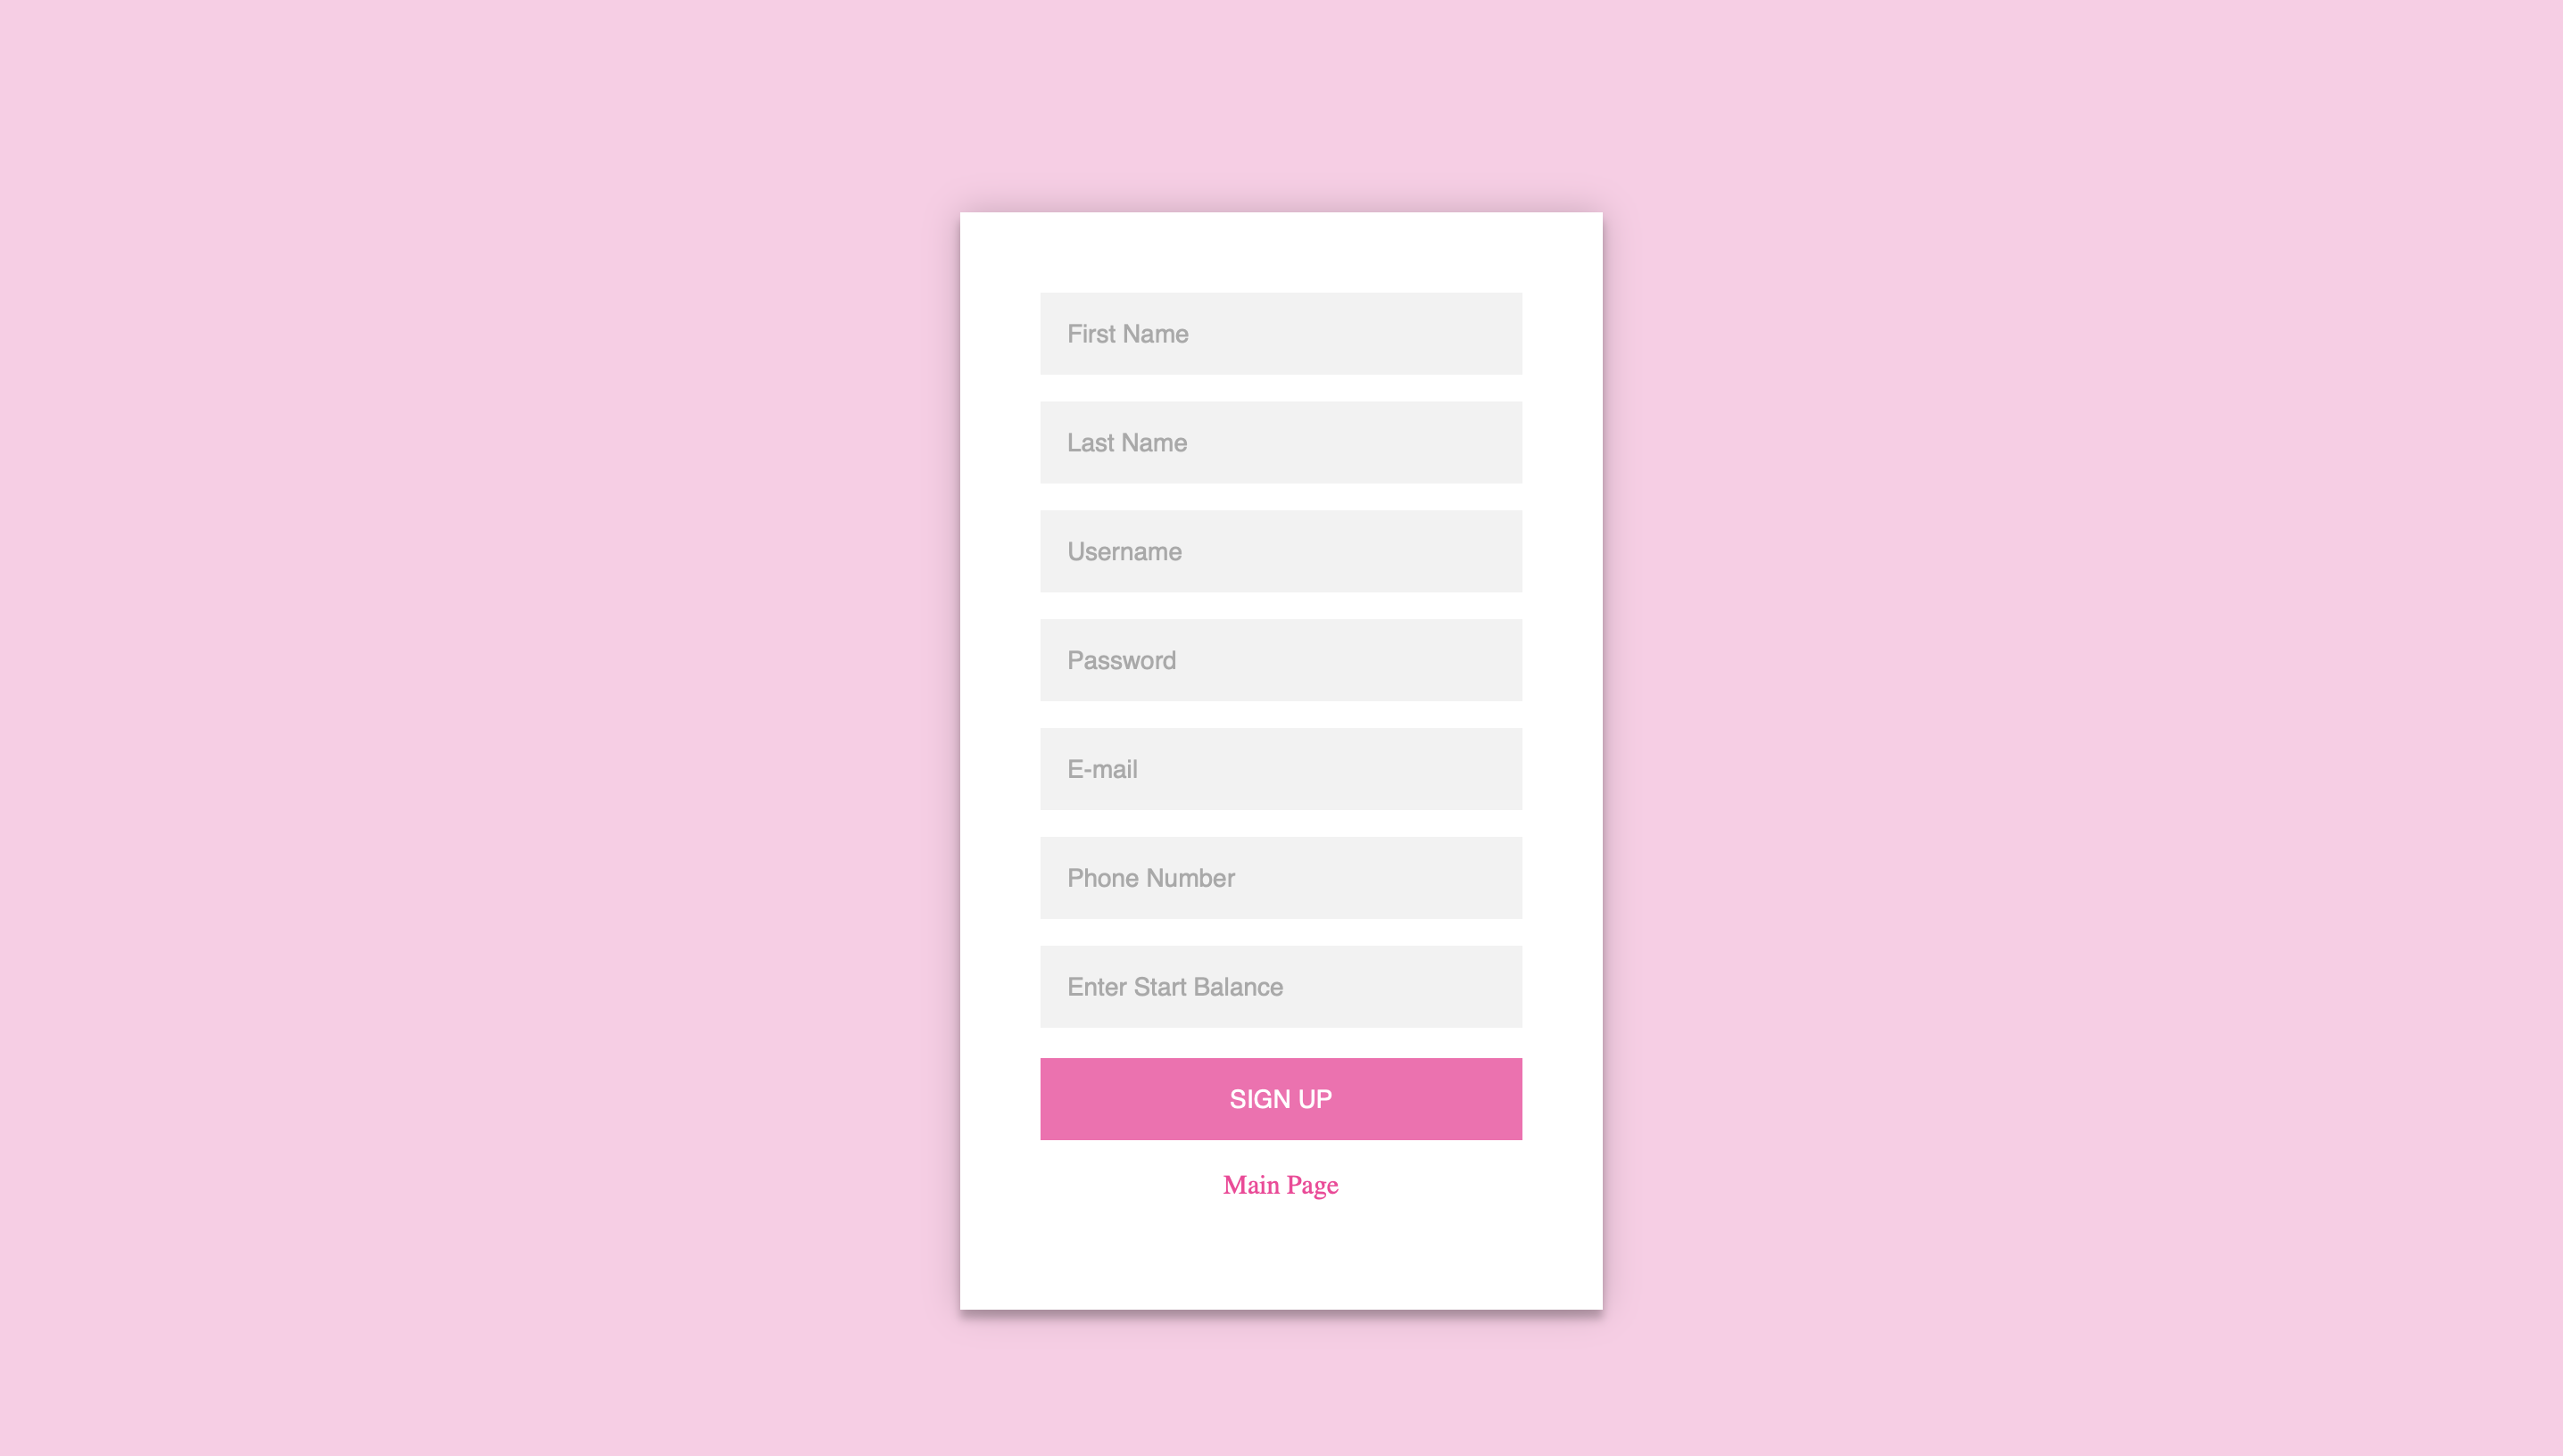 First Name
Last Name
Username
Password
E-mail
Phone Number
Enter Start Balance
SIGN UP
Main Page